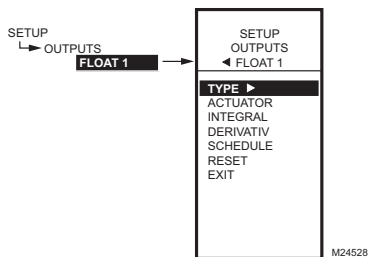 SETUP
OUTPUTS
FLOAT 1
SETUP
OUTPUTS
◄ FLOAT 1
TYPE ►
ACTUATOR
INTEGRAL
DERIVATIV
SCHEDULE
RESET
EXIT
M24528